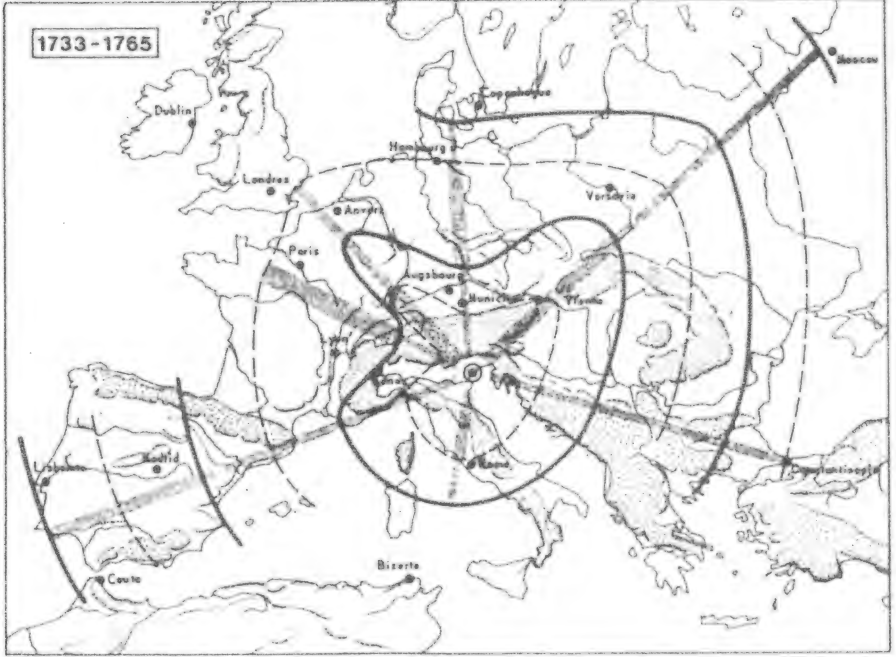 1733-1765
Moscou
Copenhague
Dublin
Hambourg
Londres
Varsovie
Anvers
Paris
Augsbourg
Munich
Vienne
Lyon
Rome
Madrid
Lisbonne
Constantinople
Bizerte
Ceuta